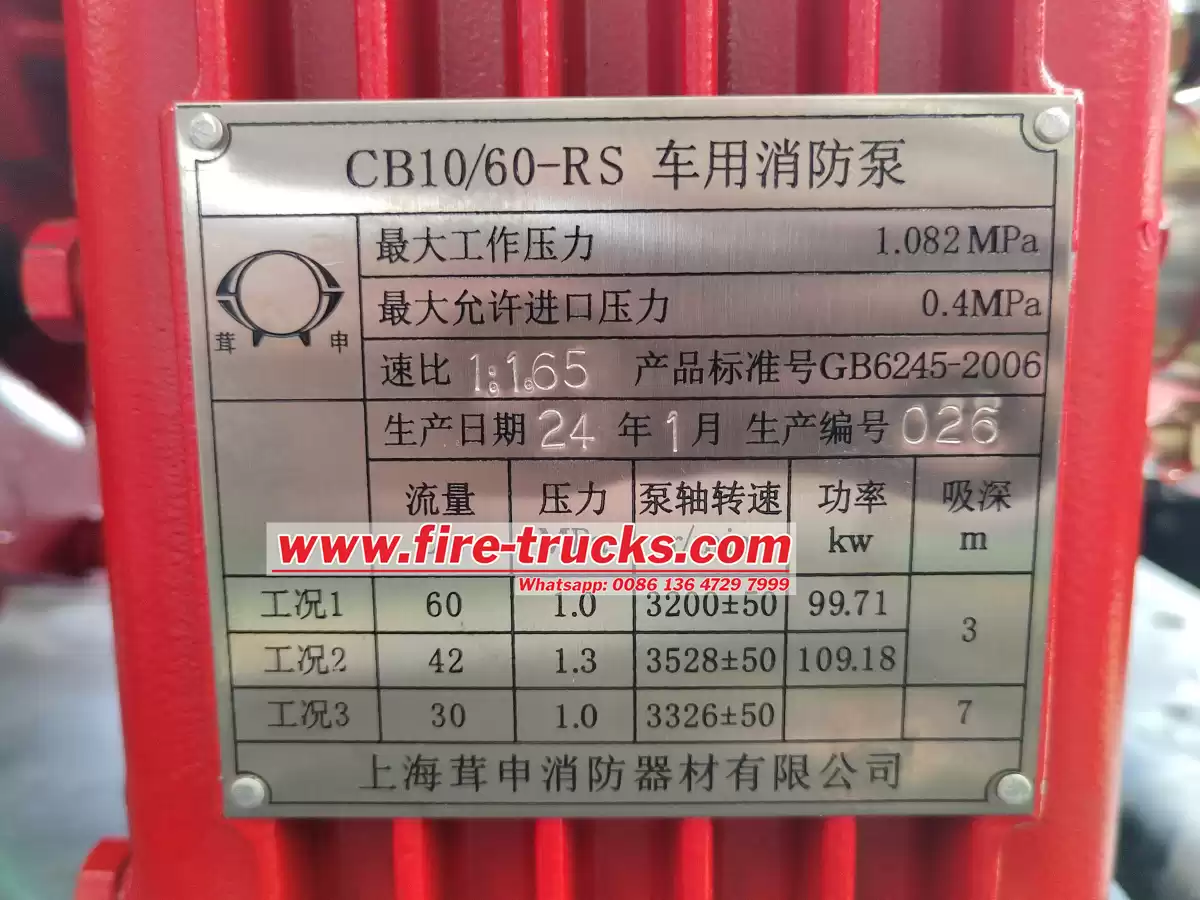 CB10/60-RS 车用消防泵
最大工作压力 1.082MPa
最大允许进口压力 0.4MPa
茸 申
速比 1:1.65 产品标准号GB6245-2006
生产日期 24 年 1 月 生产编号 026
流量 压力 泵轴转速 功率 吸深
kw m
www.fire-trucks.com
Whatsapp: 0086 136 4729 7999
工况1 60 1.0 3200±50 99.71 3
工况2 42 1.3 3528±50 109.18
工况3 30 1.0 3326±50 7
上海茸申消防器材有限公司